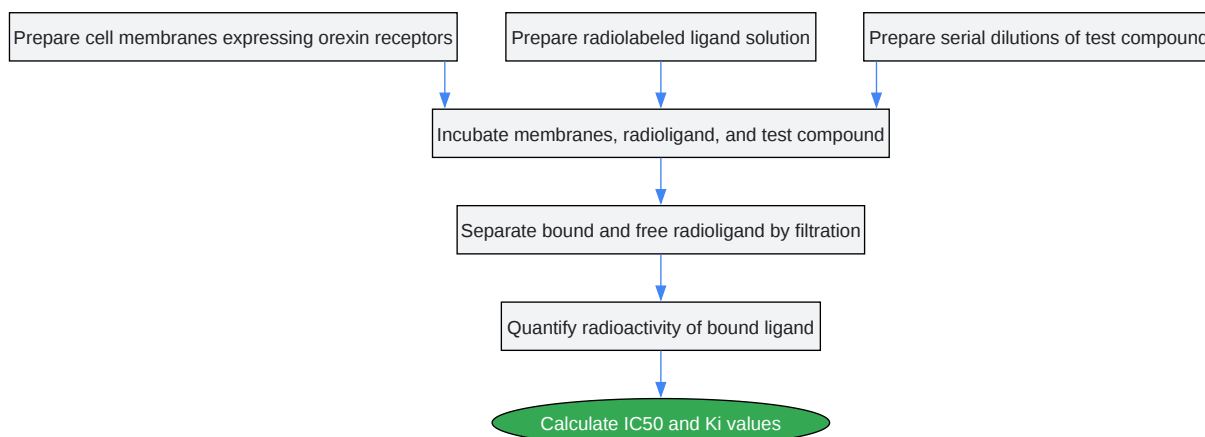 Prepare cell membranes expressing orexin receptors
Prepare radiolabeled ligand solution
Prepare serial dilutions of test compound
Incubate membranes, radioligand, and test compound
Separate bound and free radioligand by filtration
Quantify radioactivity of bound ligand
Calculate IC50 and Ki values